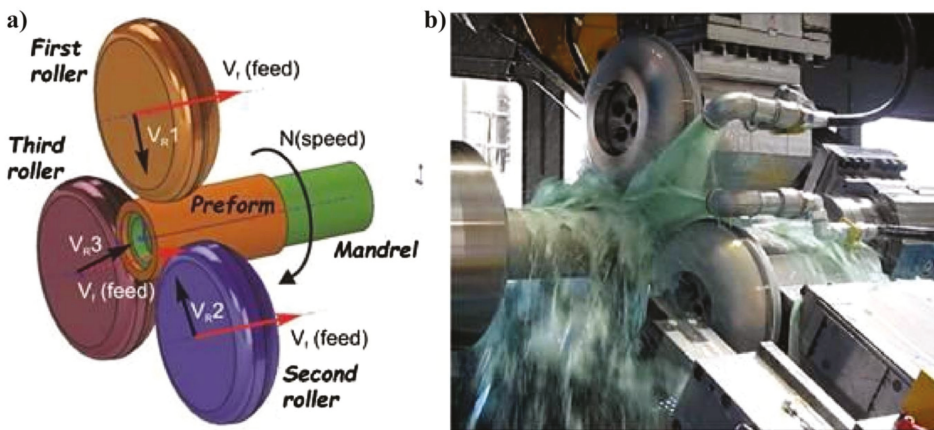 a)
First
roller
V_f (feed)
V_R1
N(speed)
Third
roller
Preform
Mandrel
V_R3
V_f (feed)
V_R2
V_f (feed)
Second
roller
b)